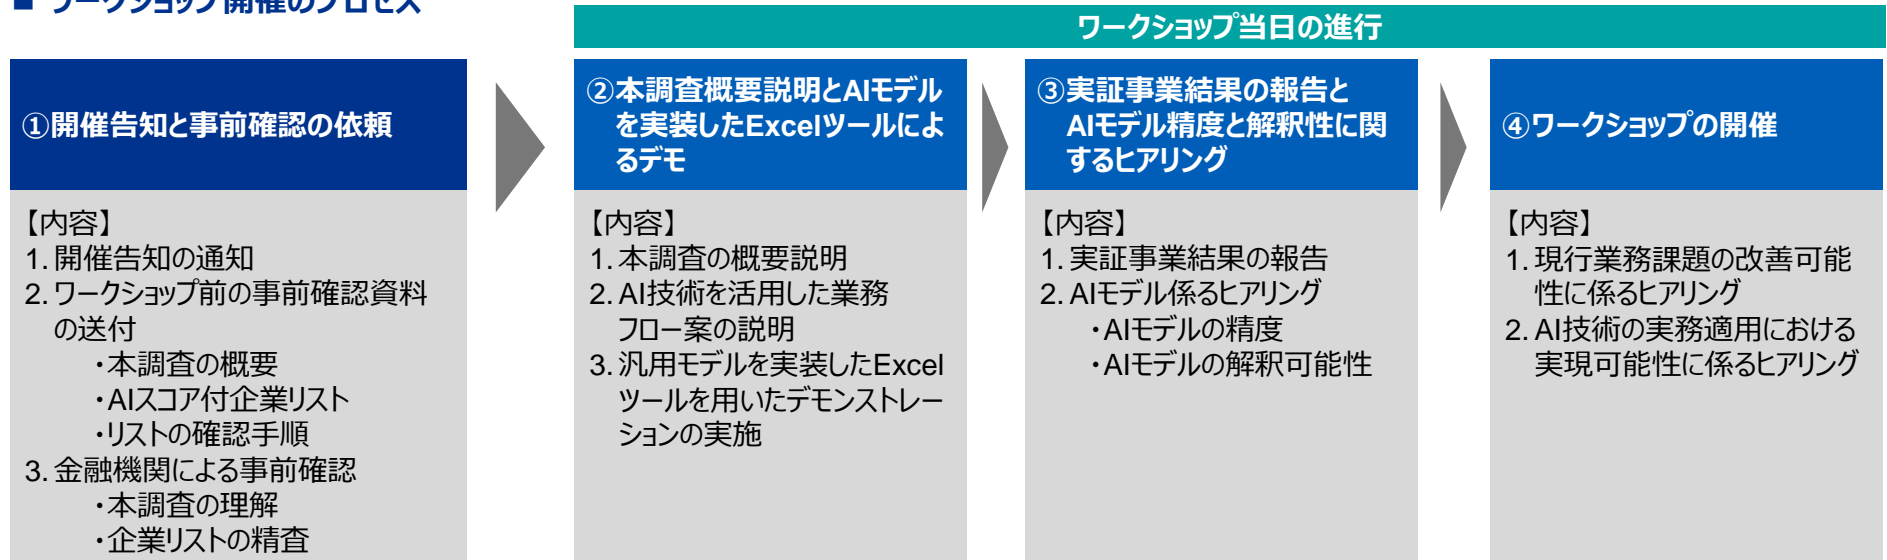 ■ ワークショップ開催のプロセス
ワークショップ当日の進行
①開催告知と事前確認の依頼
【内容】
1. 開催告知の通知
2. ワークショップ前の事前確認資料
の送付
・本調査の概要
・AIスコア付企業リスト
・リストの確認手順
3. 金融機関による事前確認
・本調査の理解
・企業リストの精査
②本調査概要説明とAIモデル
を実装したExcelツールによ
るデモ
【内容】
1. 本調査の概要説明
2. AI技術を活用した業務
フロー案の説明
3. 汎用モデルを実装したExcel
ツールを用いたデモンストレー
ションの実施
③実証事業結果の報告と
AIモデル精度と解釈性に関
するヒアリング
【内容】
1. 実証事業結果の報告
2. AIモデル係るヒアリング
・AIモデルの精度
・AIモデルの解釈可能性
④ワークショップの開催
【内容】
1. 現行業務課題の改善可能
性に係るヒアリング
2. AI技術の実務適用における
実現可能性に係るヒアリング